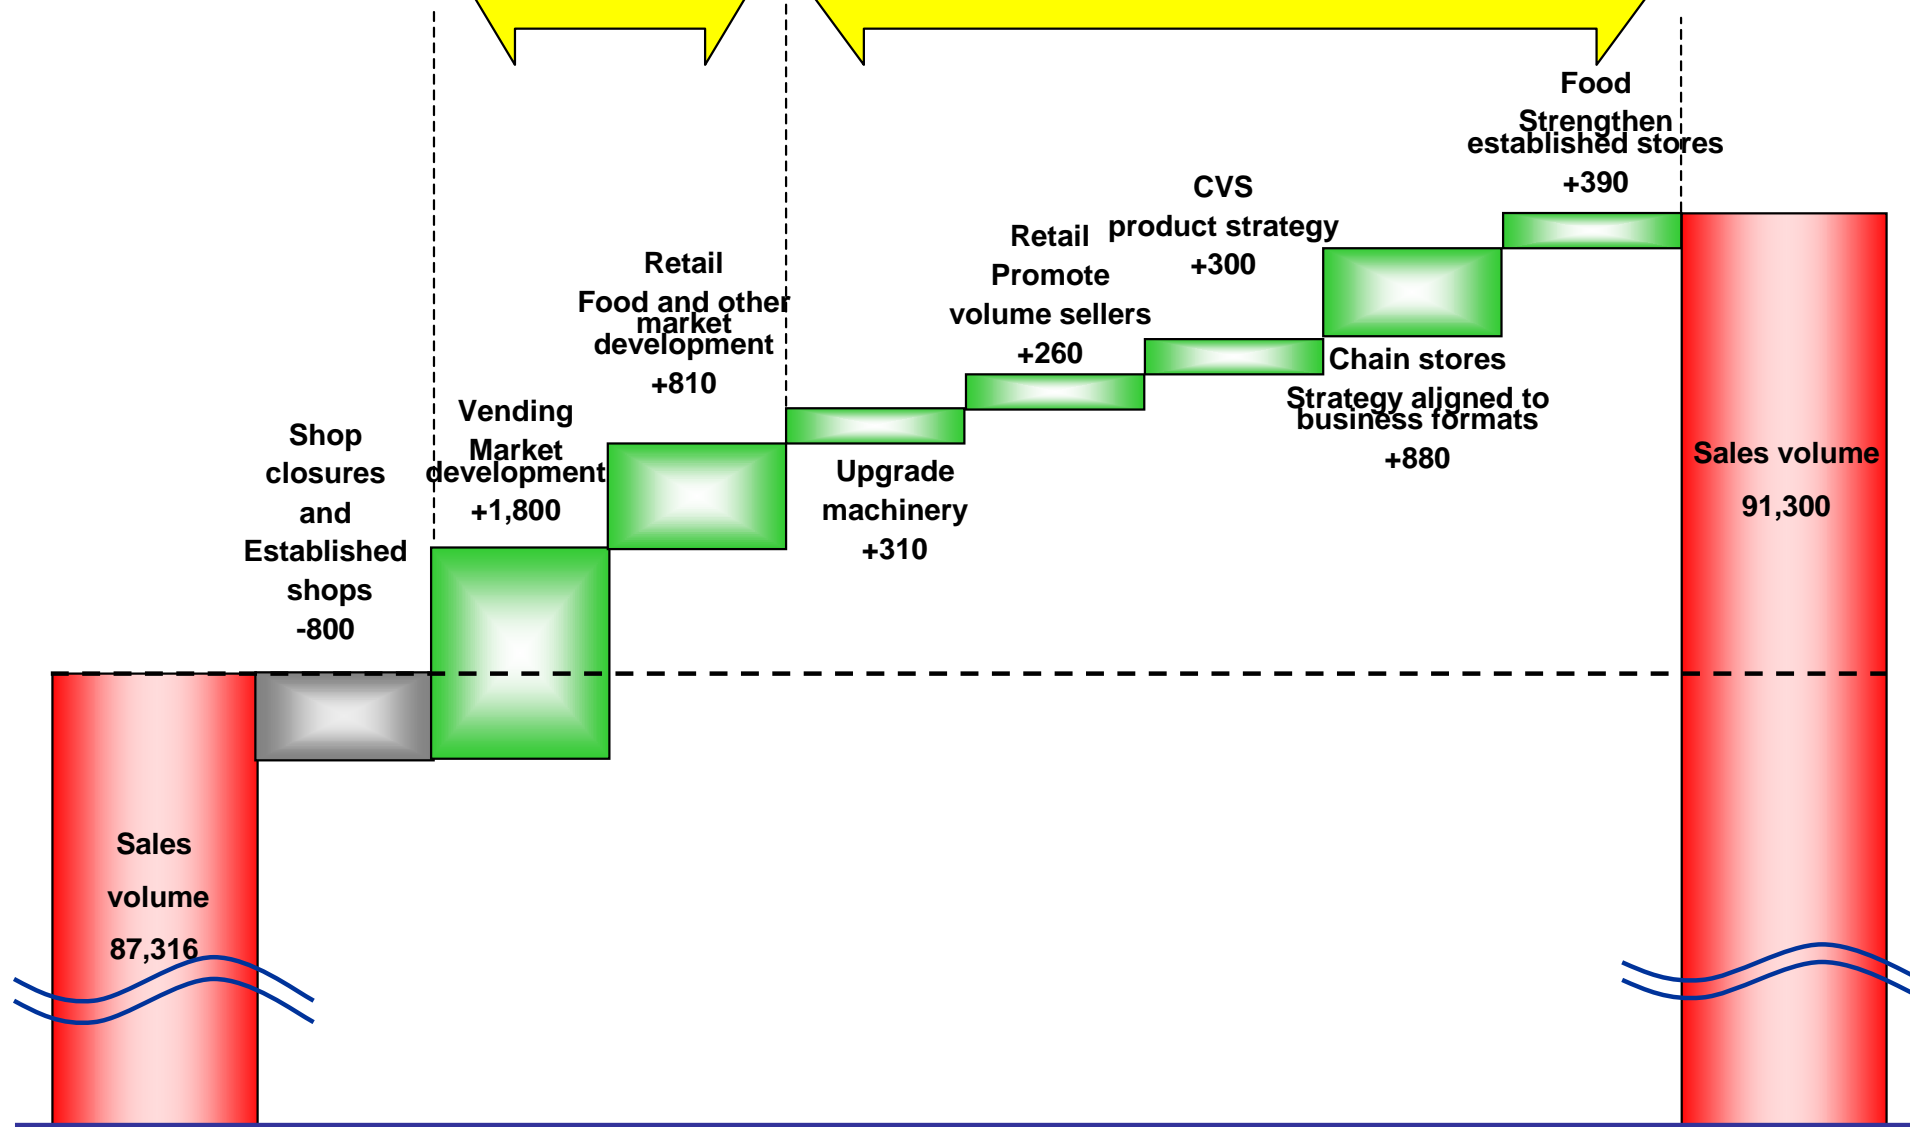 Food
Strengthen
established stores
+390
CVS
product strategy
+300
Retail
Promote
volume sellers
+260
Retail
Food and other
market
development
+810
Chain stores
Strategy aligned to
business formats
+880
Vending
Market
development
+1,800
Shop
closures
and
Established
shops
-800
Upgrade
machinery
+310
Sales volume
91,300
Sales
volume
87,316